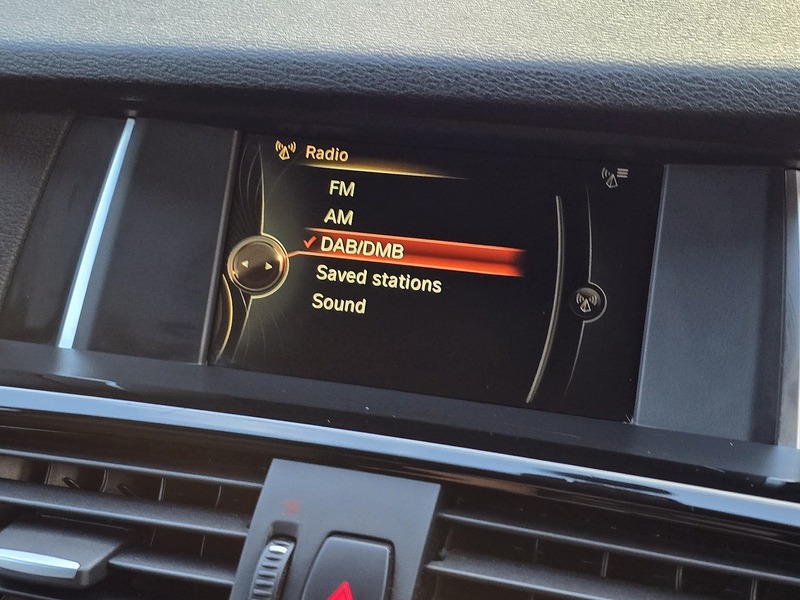 Radio
FM
AM
DAB/DMB
Saved stations
Sound